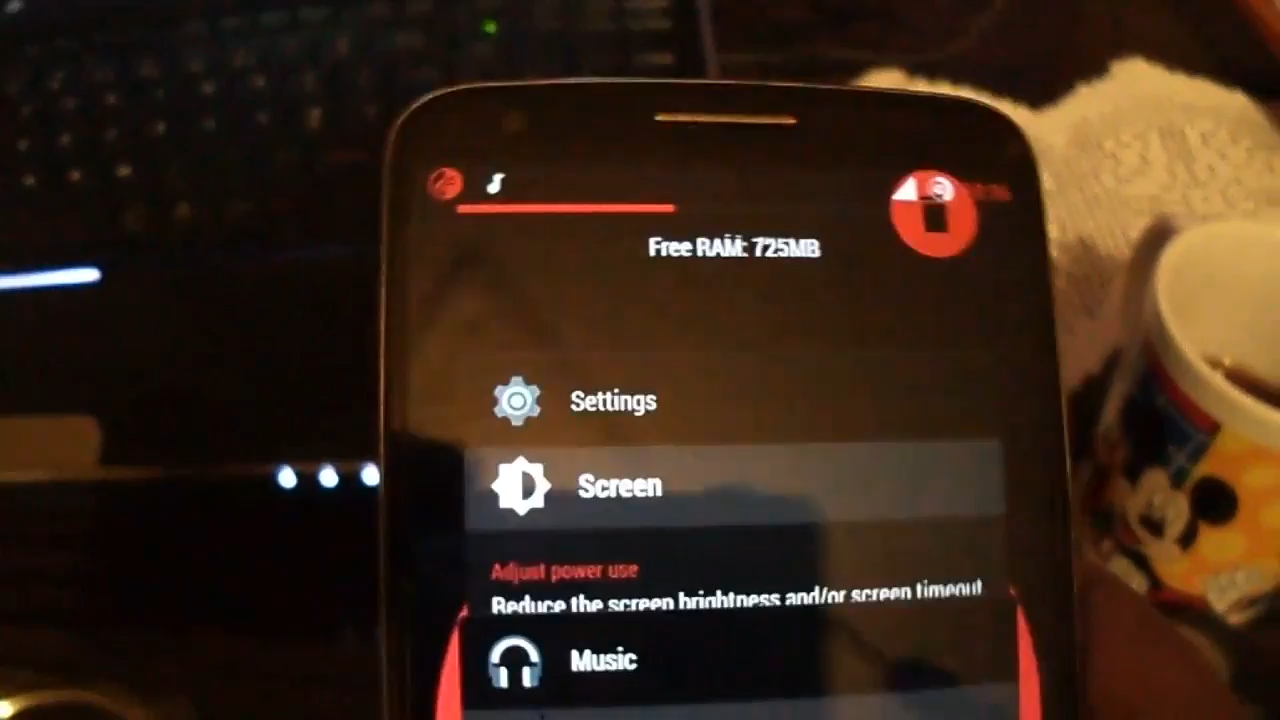 Free RAM: 725MB
Settings
Screen
Adjust power use
Reduce the screen brightness and/or screen timeout
Music